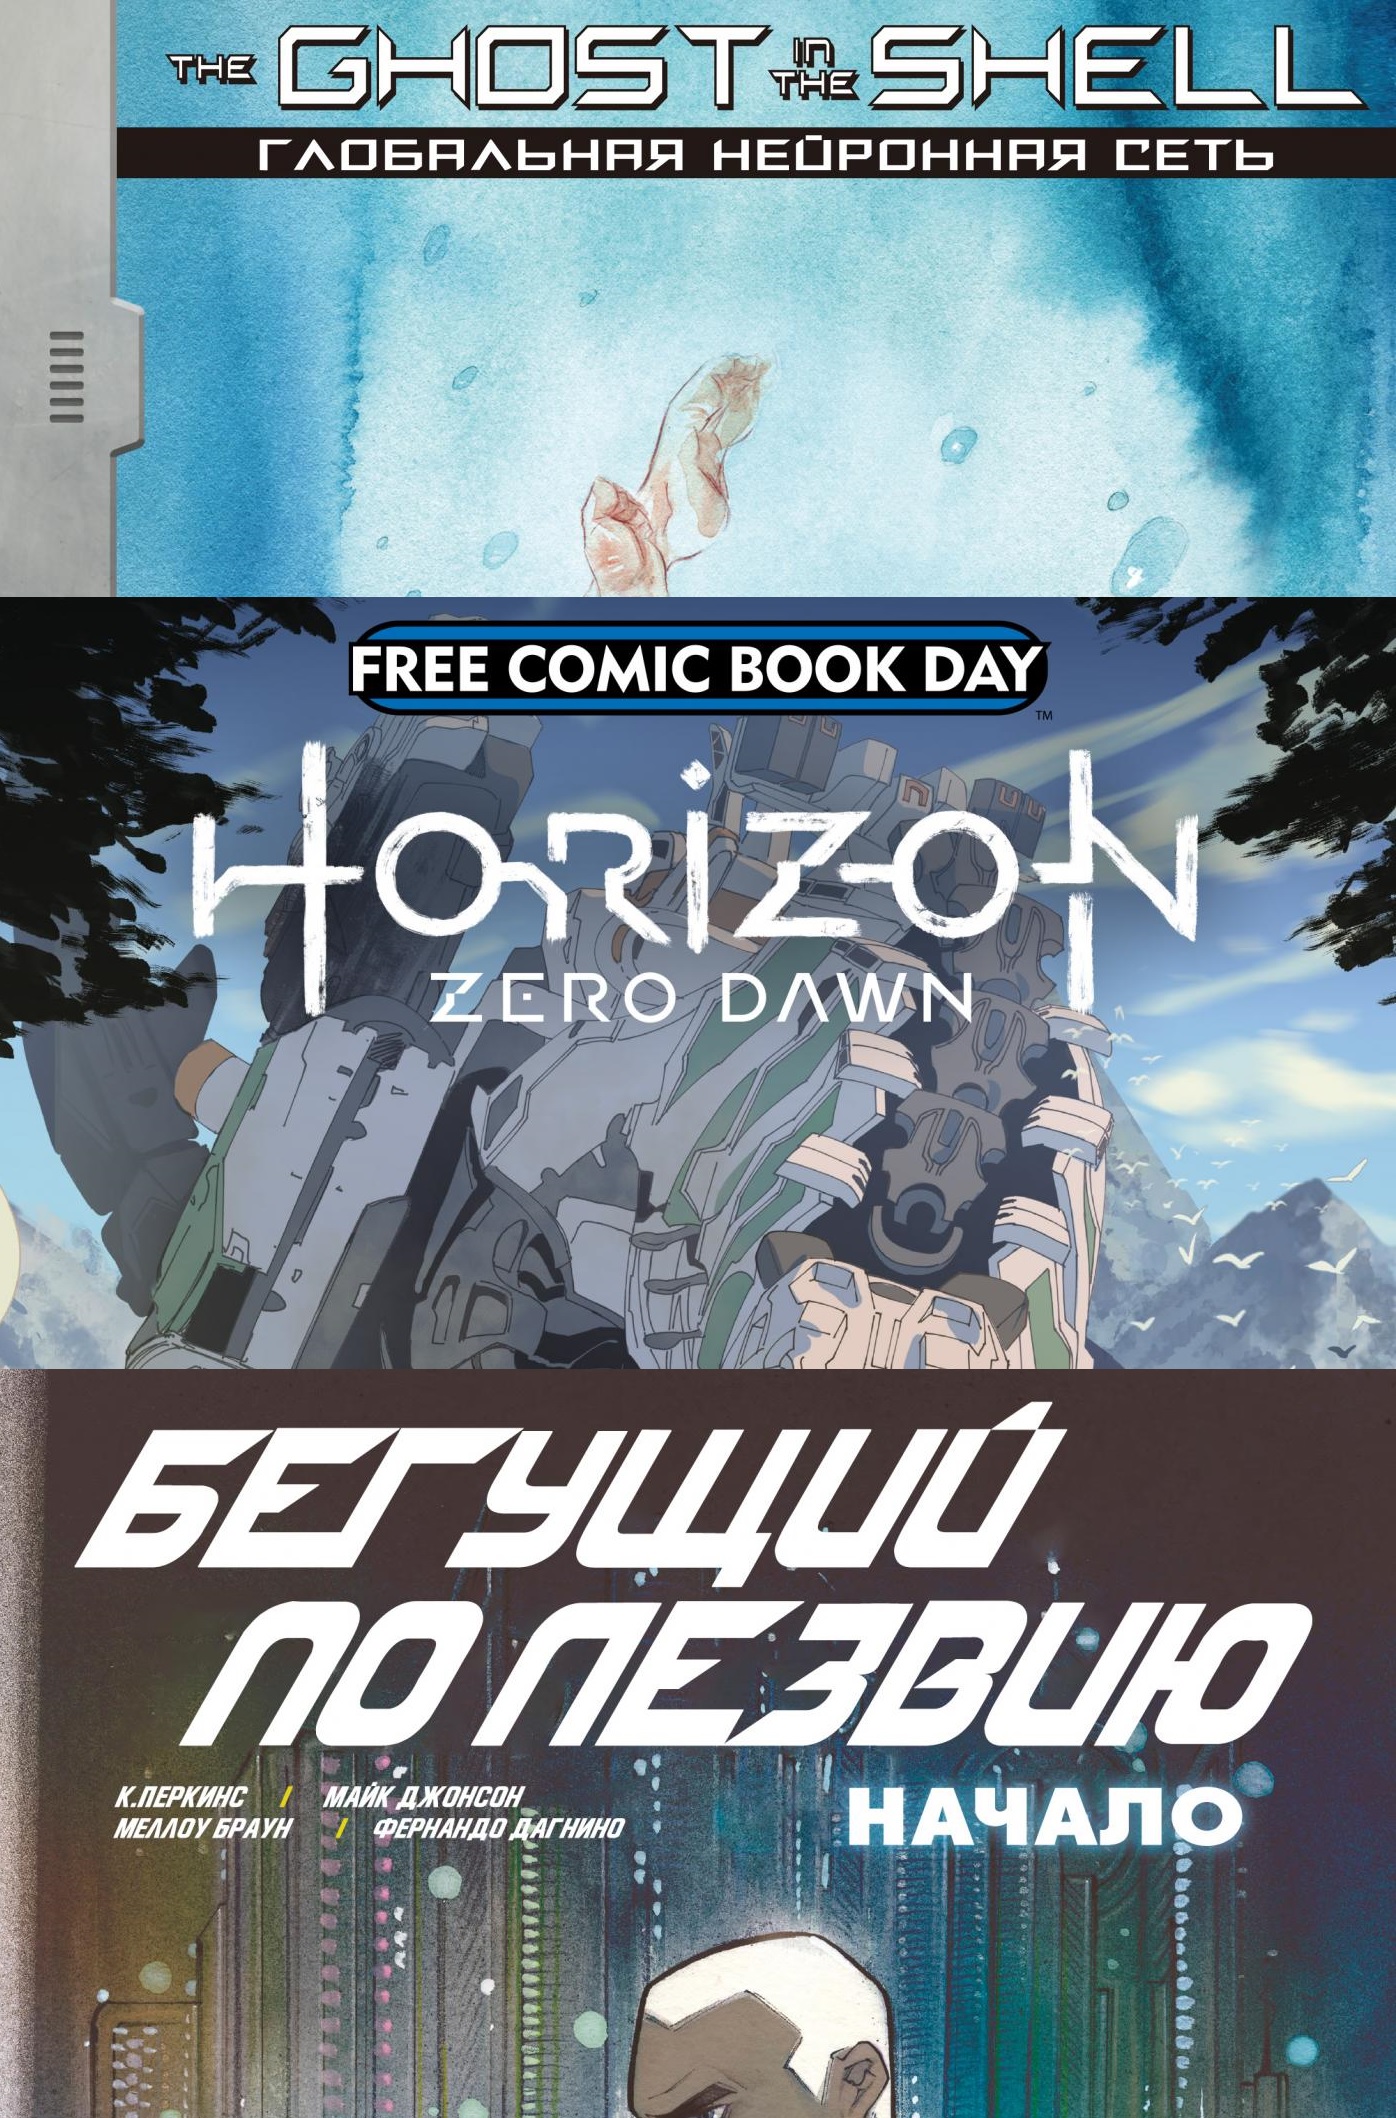 THE GHOST IN THE SHELL
ГЛОБАЛЬНАЯ НЕЙРОННАЯ СЕТЬ
FREE COMIC BOOK DAY
TM
HORIZON
ZERO DAWN
БЕГУЩИЙ
ПО ЛЕЗВИЮ
К.ПЕРКИНС / МАЙК ДЖОНСОН
МЕЛЛОУ БРАУН / ФЕРНАНДО ДАГНИНО
НАЧАЛО